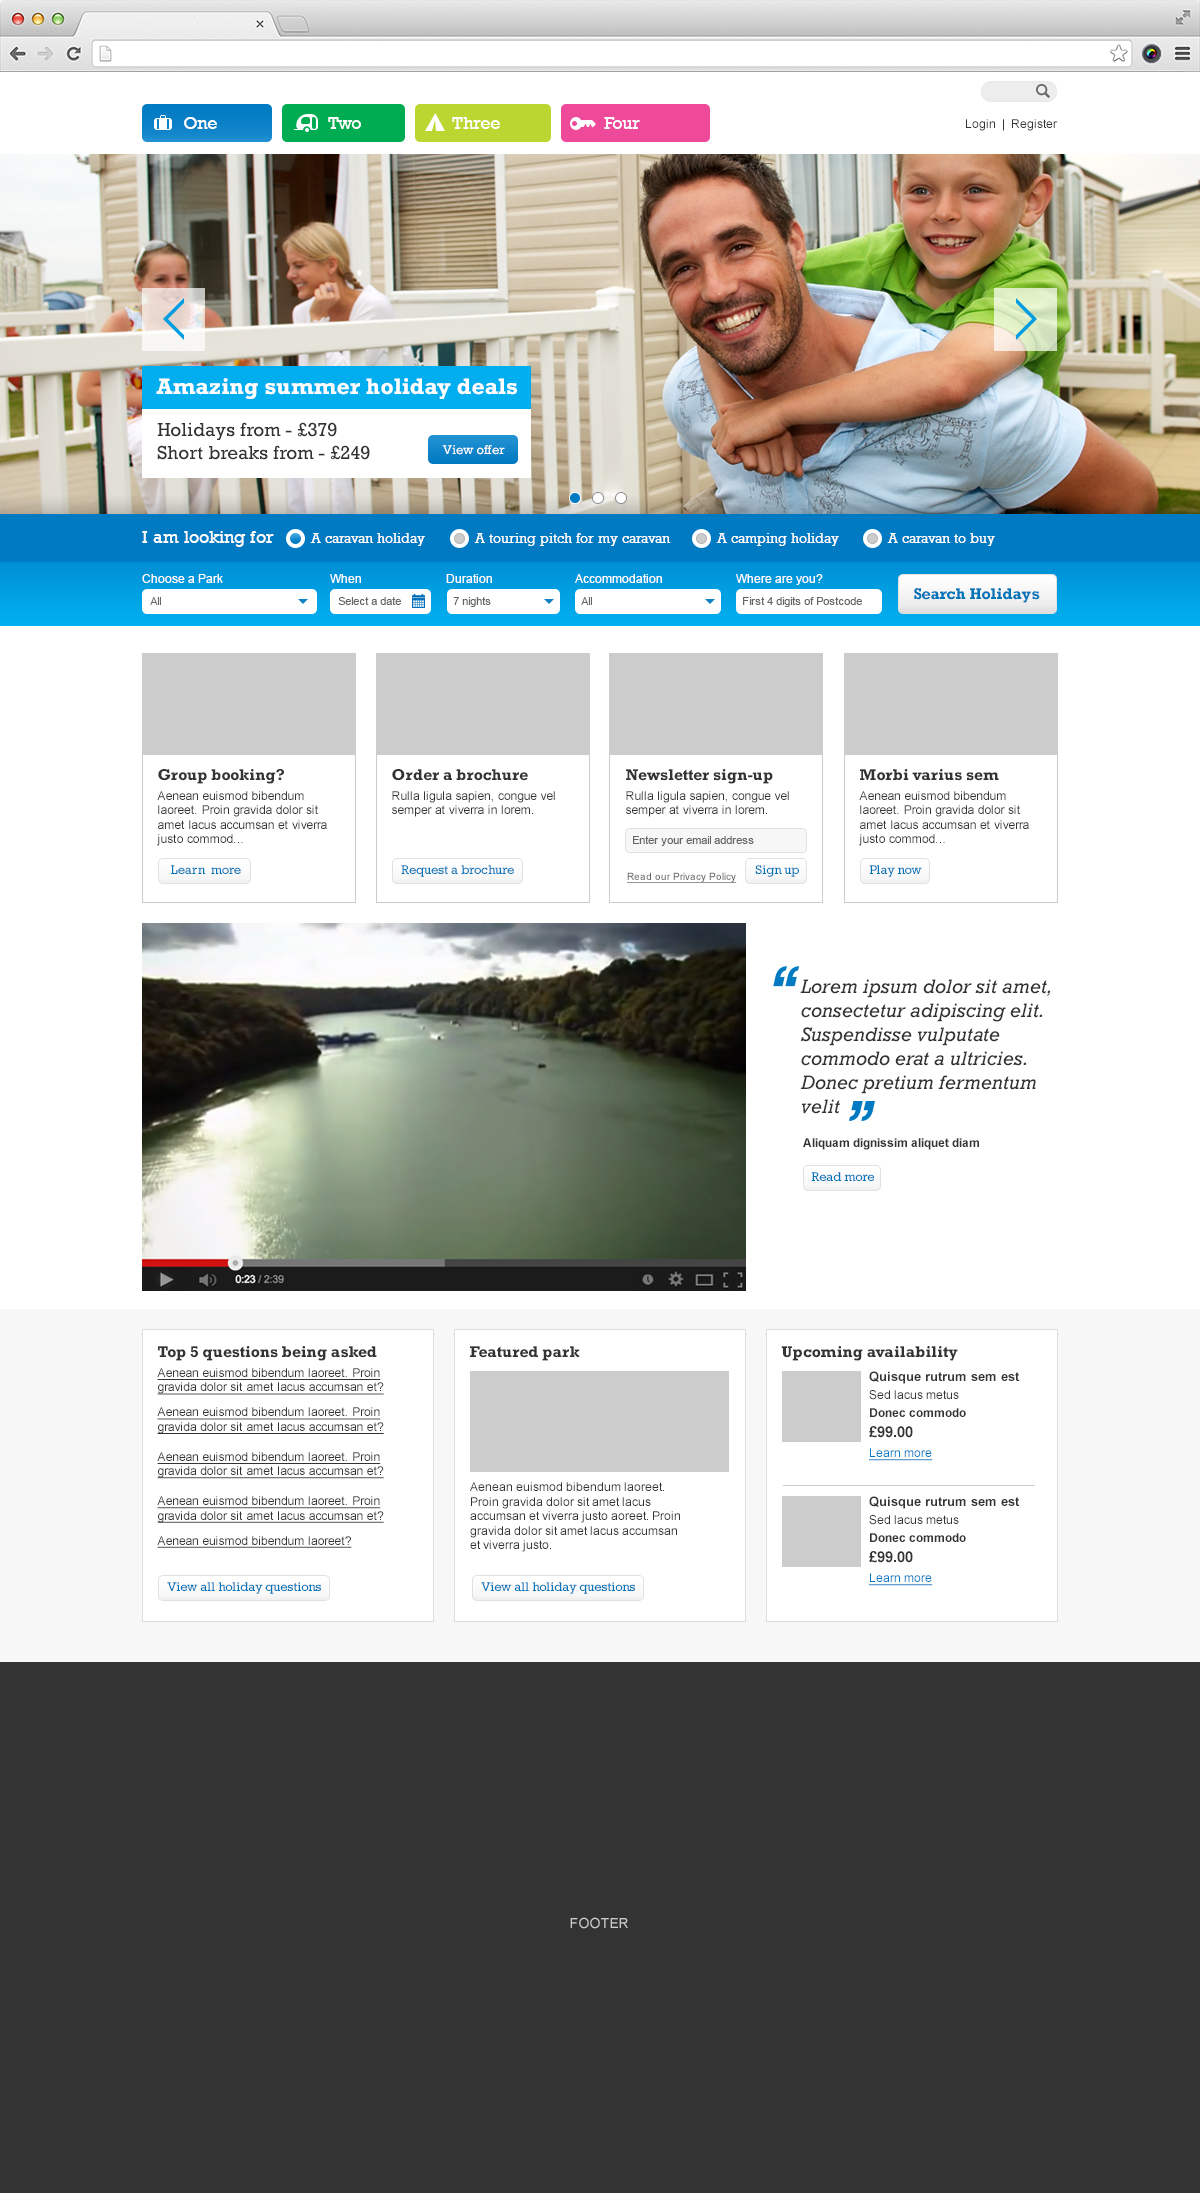 One
Two
Three
Four
Login | Register
Amazing summer holiday deals
Holidays from - £379
Short breaks from - £249
View offer
I am looking for
A caravan holiday
A touring pitch for my caravan
A camping holiday
A caravan to buy
Choose a Park
When
Duration
Accommodation
Where are you?
All
Select a date
7 nights
All
First 4 digits of Postcode
Search Holidays
Group booking?
Aenean euismod bibendum
laoreet. Proin gravida dolor sit
amet lacus accumsan et viverra
justo commod...
Learn more
Order a brochure
Rulla ligula sapien, congue vel
semper at viverra in lorem.
Request a brochure
Newsletter sign-up
Rulla ligula sapien, congue vel
semper at viverra in lorem.
Enter your email address
Read our Privacy Policy
Sign up
Morbi varius sem
Aenean euismod bibendum
laoreet. Proin gravida dolor sit
amet lacus accumsan et viverra
justo commod...
Play now
0:23 / 2:39
“Lorem ipsum dolor sit amet,
consectetur adipiscing elit.
Suspendisse vulputate
commodo erat a ultricies.
Donec pretium fermentum
velit ”
Aliquam dignissim aliquet diam
Read more
Top 5 questions being asked
Aenean euismod bibendum laoreet. Proin
gravida dolor sit amet lacus accumsan et?
Aenean euismod bibendum laoreet. Proin
gravida dolor sit amet lacus accumsan et?
Aenean euismod bibendum laoreet. Proin
gravida dolor sit amet lacus accumsan et?
Aenean euismod bibendum laoreet. Proin
gravida dolor sit amet lacus accumsan et?
Aenean euismod bibendum laoreet?
View all holiday questions
Featured park
Aenean euismod bibendum laoreet.
Proin gravida dolor sit amet lacus
accumsan et viverra justo aoreet. Proin
gravida dolor sit amet lacus accumsan
et viverra justo.
View all holiday questions
Upcoming availability
Quisque rutrum sem est
Sed lacus metus
Donec commodo
£99.00
Learn more
Quisque rutrum sem est
Sed lacus metus
Donec commodo
£99.00
Learn more
FOOTER